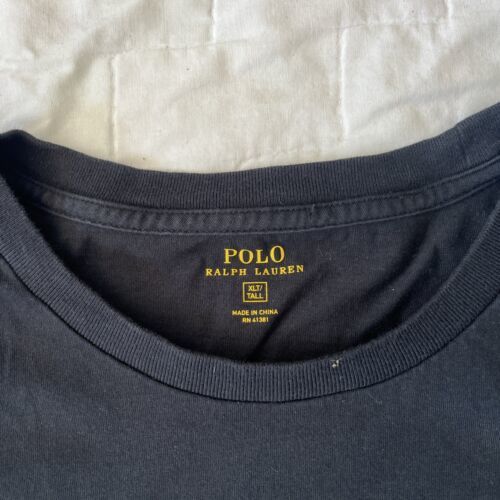 POLO
RALPH LAUREN
XLT/
TALL
MADE IN CHINA
RN 41381